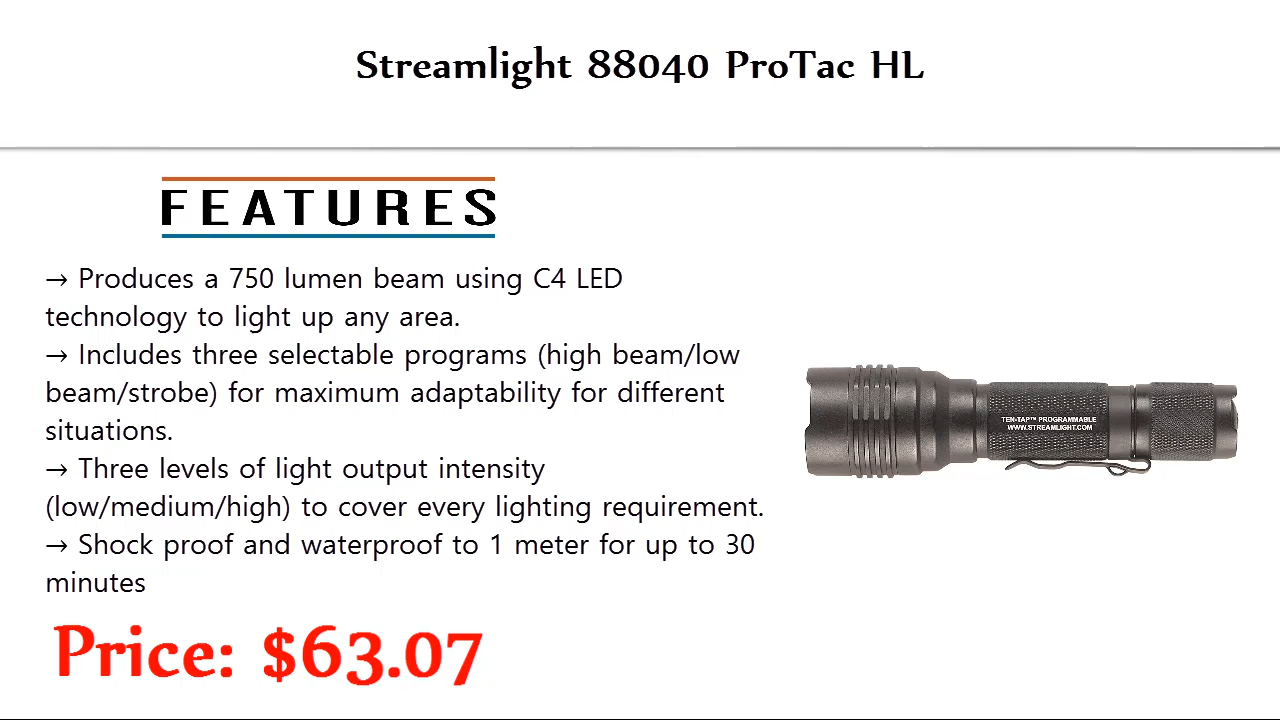 Streamlight 88040 ProTac HL
FEATURES
→ Produces a 750 lumen beam using C4 LED
technology to light up any area.
→ Includes three selectable programs (high beam/low
beam/strobe) for maximum adaptability for different
situations.
→ Three levels of light output intensity
(low/medium/high) to cover every lighting requirement.
→ Shock proof and waterproof to 1 meter for up to 30
minutes
TEN-TAP™ PROGRAMMABLE
WWW.STREAMLIGHT.COM
Price: $63.07